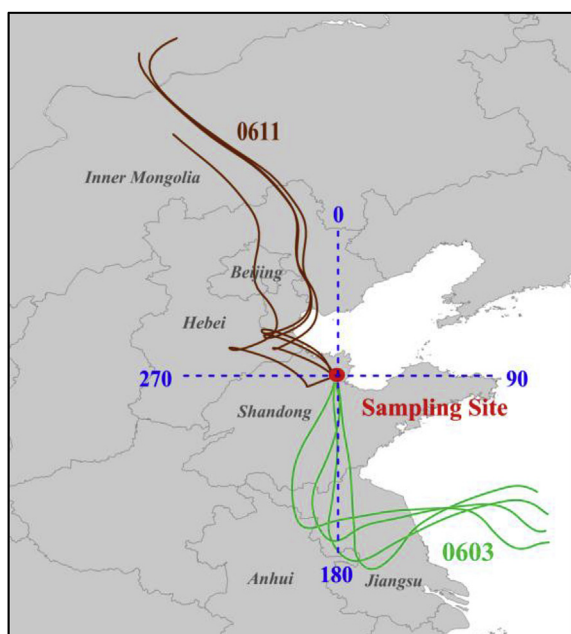 0611
Inner Mongolia
0
Beijing
Hebei
270
90
Shandong
Sampling Site
0603
180
Anhui
Jiangsu